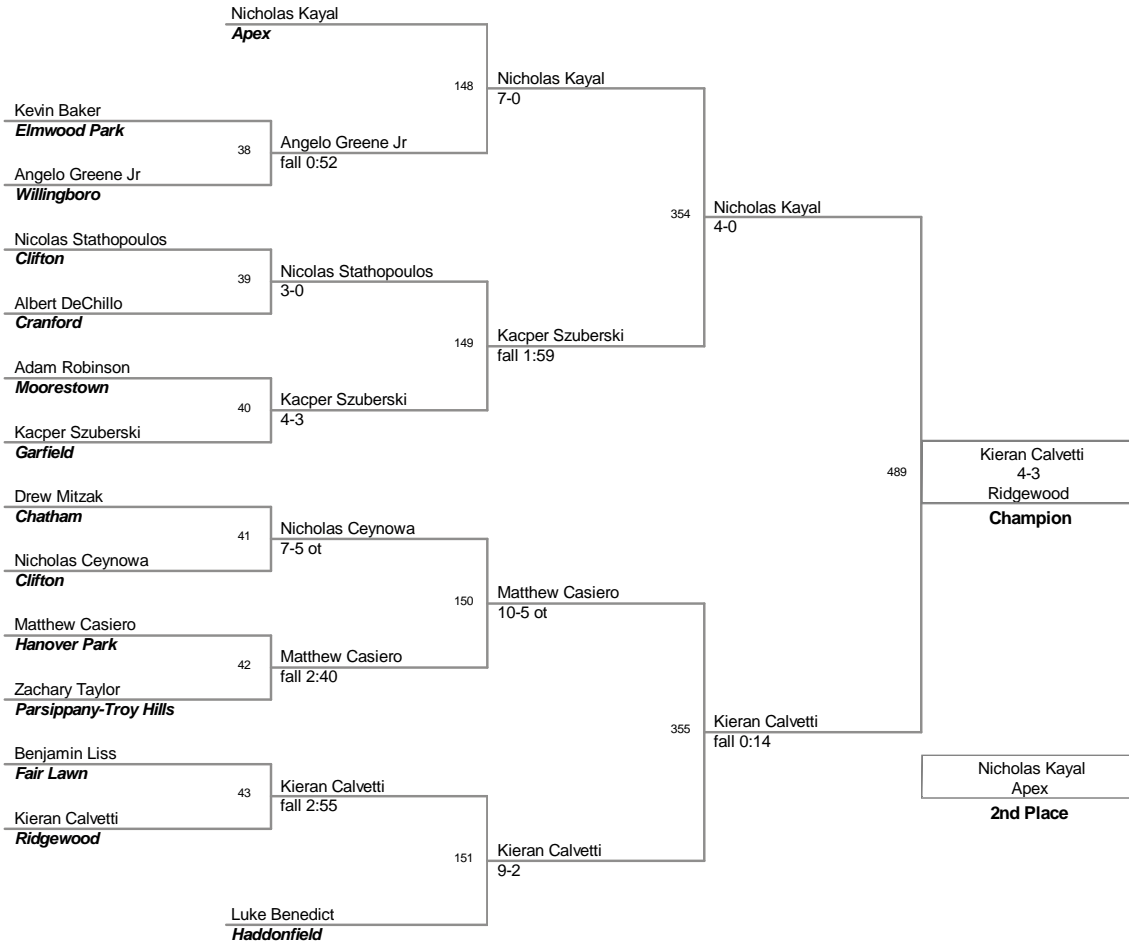 Nicholas Kayal
Apex
148
Nicholas Kayal
7-0
Kevin Baker
Elmwood Park
38
Angelo Greene Jr
fall 0:52
Angelo Greene Jr
Willingboro
354
Nicholas Kayal
4-0
Nicolas Stathopoulos
Clifton
39
Nicolas Stathopoulos
3-0
Albert DeChillo
Cranford
149
Kacper Szuberski
fall 1:59
Adam Robinson
Moorestown
40
Kacper Szuberski
4-3
Kacper Szuberski
Garfield
489
Kieran Calvetti
4-3
Ridgewood
Champion
Drew Mitzak
Chatham
41
Nicholas Ceynowa
7-5 ot
Nicholas Ceynowa
Clifton
150
Matthew Casiero
10-5 ot
Matthew Casiero
Hanover Park
42
Matthew Casiero
fall 2:40
Zachary Taylor
Parsippany-Troy Hills
355
Kieran Calvetti
fall 0:14
Benjamin Liss
Fair Lawn
43
Kieran Calvetti
fall 2:55
Kieran Calvetti
Ridgewood
Nicholas Kayal
Apex
2nd Place
151
Kieran Calvetti
9-2
Luke Benedict
Haddonfield